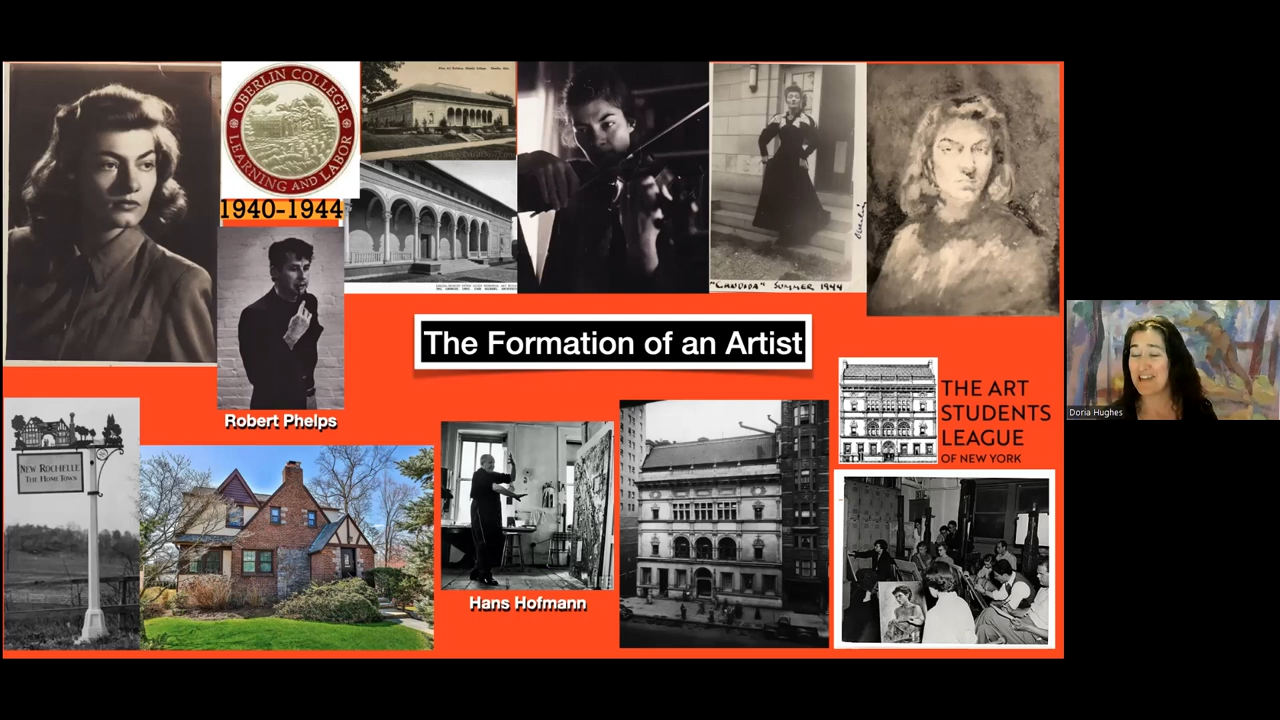 OBERLIN COLLEGE
LEARNING AND LABOR
1940-1944
"CANDIDA" SUMMER 1944
Oberlin
The Formation of an Artist
Robert Phelps
NEW ROCHELLE
THE HOME TOWN
Hans Hofmann
THE ART
STUDENTS
LEAGUE
OF NEW YORK
Doria Hughes